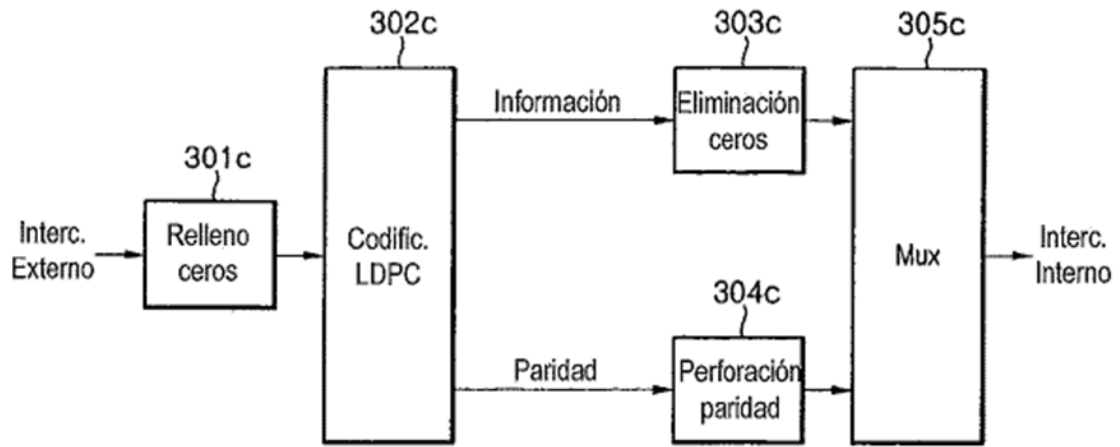 302c
303c
305c
Información
Eliminación
ceros
301c
Interc.
Externo
Relleno
ceros
Codific.
LDPC
Mux
Interc.
Interno
304c
Paridad
Perforación
paridad